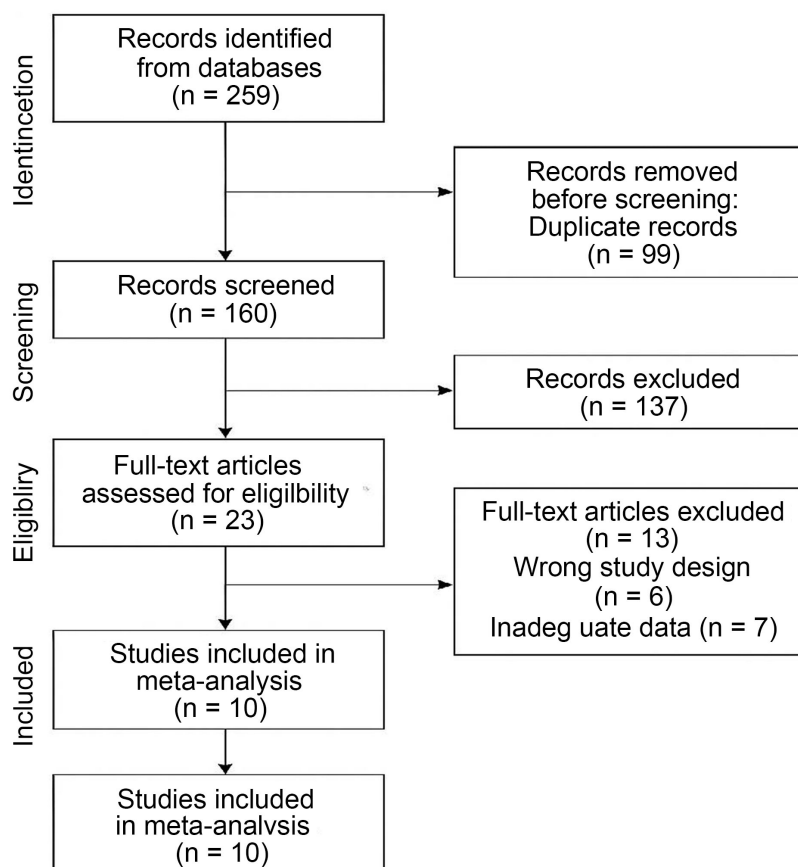 Identincetion
Records identified
from databases
(n = 259)
Records removed
before screening:
Duplicate records
(n = 99)
Screening
Records screened
(n = 160)
Records excluded
(n = 137)
Eligibliry
Full-text articles
assessed for eligilbility
(n = 23)
Full-text articles excluded
(n = 13)
Wrong study design
(n = 6)
Inadeg uate data (n = 7)
Included
Studies included in
meta-analysis
(n = 10)
Studies included
in meta-analvsis
(n = 10)